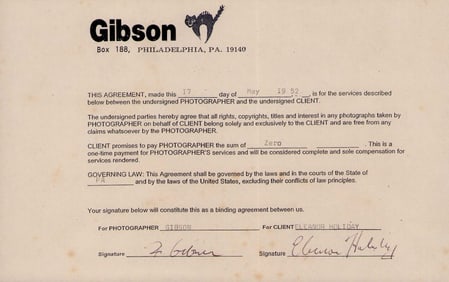 Gibson
Box 188, PHILADELPHIA, PA. 19140
THIS AGREEMENT, made this 17 day of May 19 52, is for the services described
below between the undersigned PHOTOGRAPHER and the undersigned CLIENT.
The undersigned parties hereby agree that all rights, copyrights, titles and interest in any photographs taken by
PHOTOGRAPHER on behalf of CLIENT belong solely and exclusively to the CLIENT and are free from any
claims whatsoever by the PHOTOGRAPHER.
CLIENT promises to pay PHOTOGRAPHER the sum of Zero. This is a
one-time payment for PHOTOGRAPHER's services and will be considered complete and sole compensation for
services rendered.
GOVERNING LAW: This Agreement shall be governed by the laws and in the courts of the State of
PA and by the laws of the United States, excluding their conflicts of law principles.
Your signature below will constitute this as a binding agreement between us.
For PHOTOGRAPHER GIBSON For CLIENT ELEANOR HOLIDAY
Signature Signature Eleanor Holiday